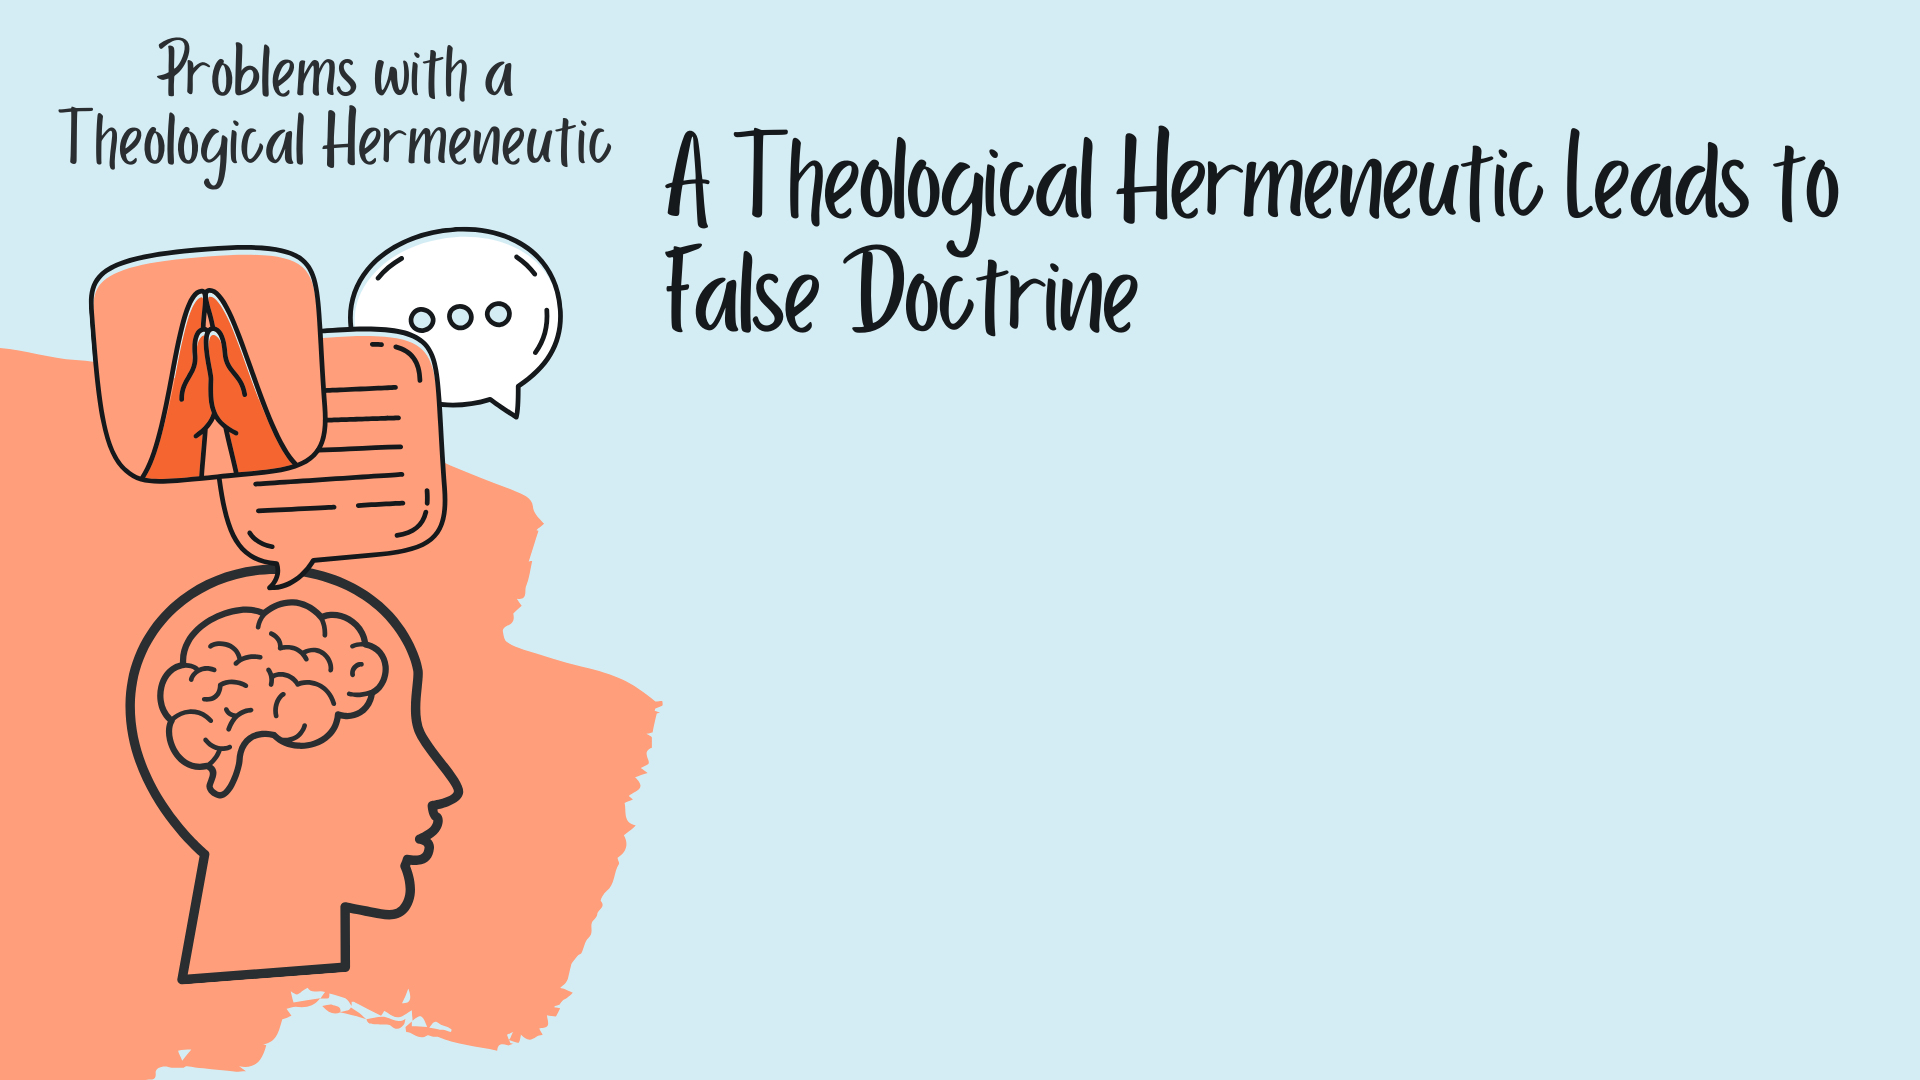 Problems with a
Theological Hermeneutic
A Theological Hermeneutic Leads to
False Doctrine